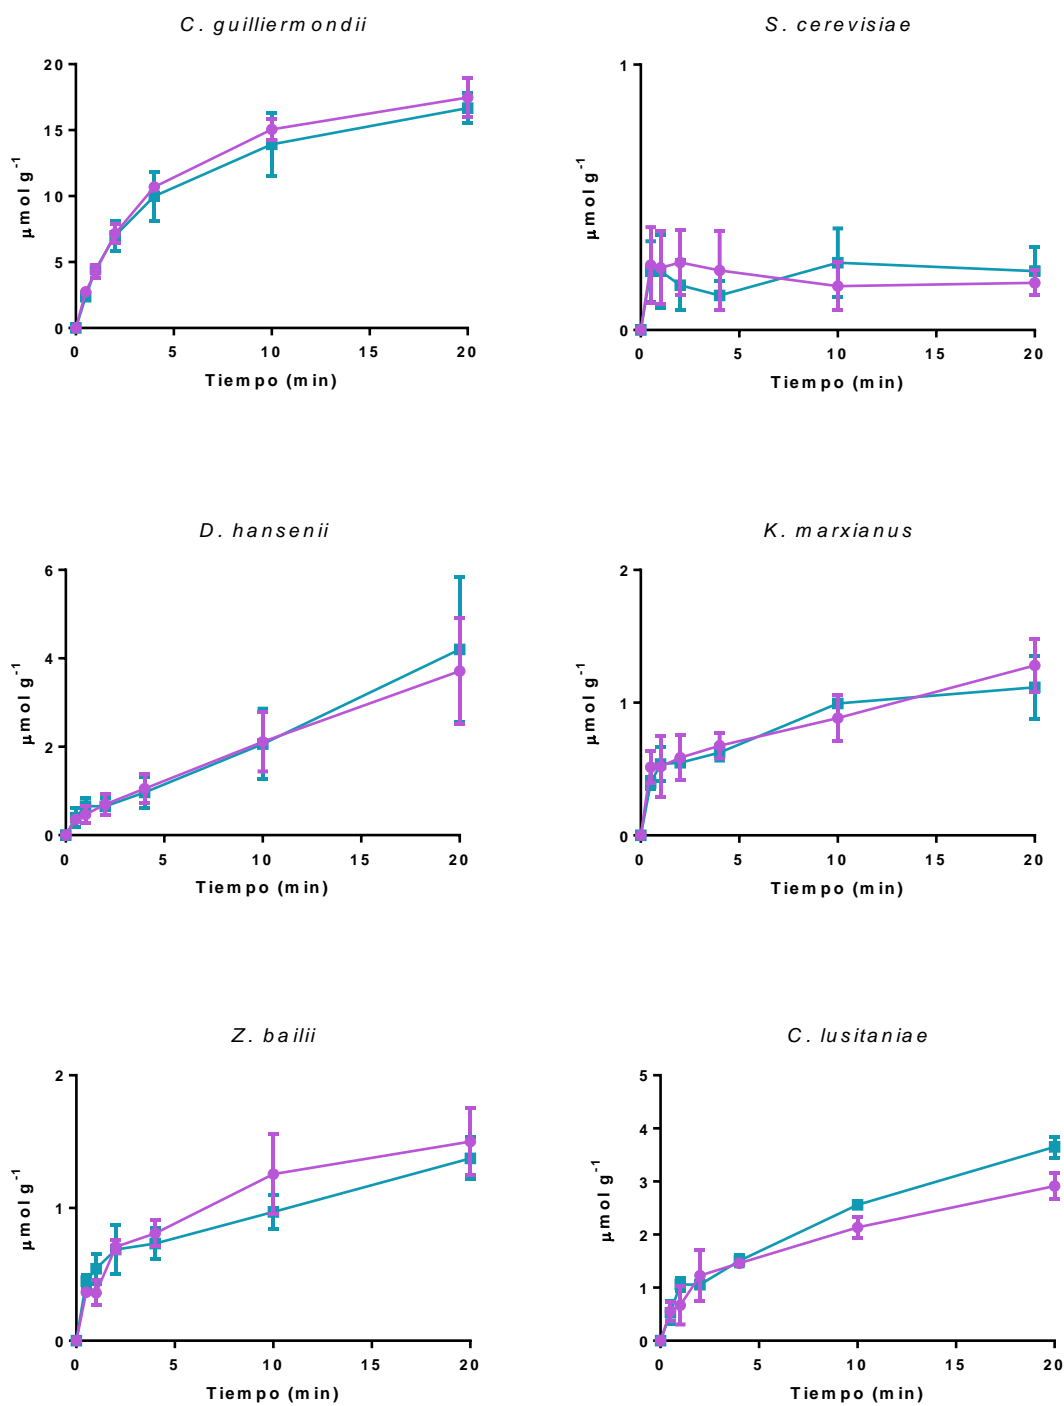 C. guilliermondii
20
15
10
5
0
μmol g⁻¹
0 5 10 15 20
Tiempo (min)
S. cerevisiae
1
0
μmol g⁻¹
0 5 10 15 20
Tiempo (min)
D. hansenii
6
4
2
0
μmol g⁻¹
0 5 10 15 20
Tiempo (min)
K. marxianus
2
1
0
μmol g⁻¹
0 5 10 15 20
Tiempo (min)
Z. bailii
2
1
0
μmol g⁻¹
0 5 10 15 20
Tiempo (min)
C. lusitaniae
5
4
3
2
1
0
μmol g⁻¹
0 5 10 15 20
Tiempo (min)